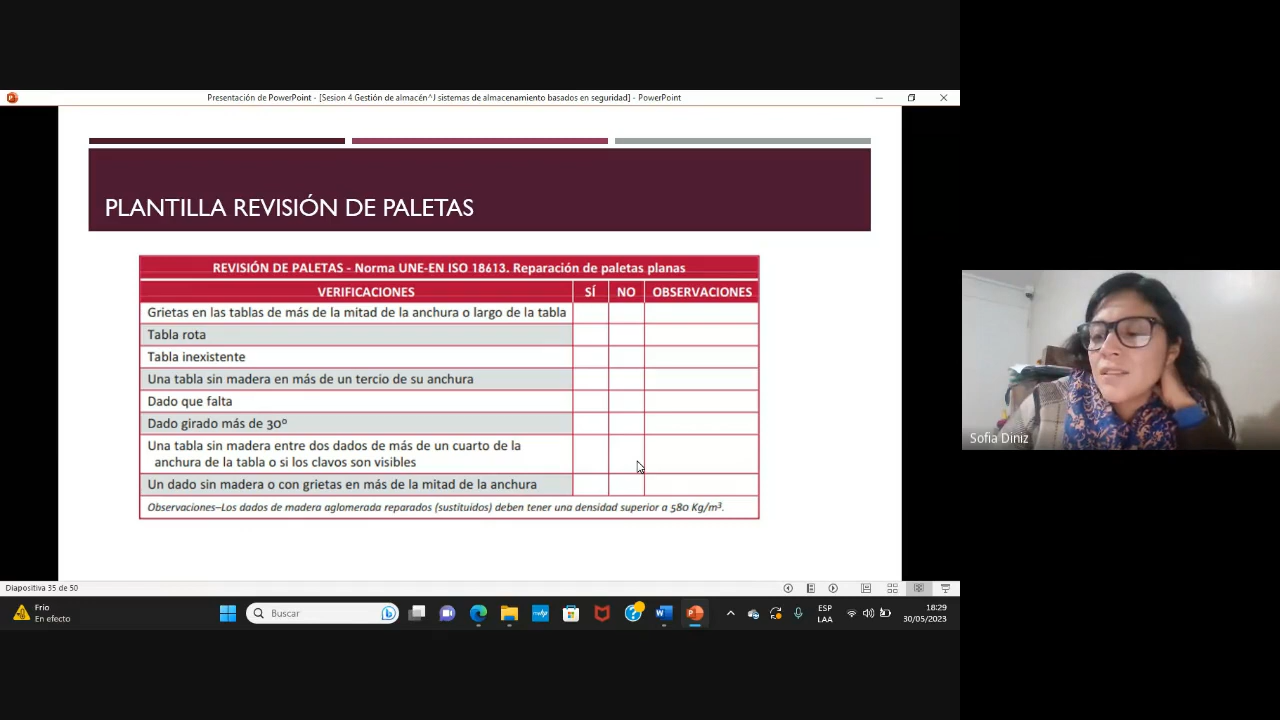 Presentación de PowerPoint - [Sesion 4 Gestión de almacén^J sistemas de almacenamiento basados en seguridad] - PowerPoint
PLANTILLA REVISIÓN DE PALETAS
REVISIÓN DE PALETAS - Norma UNE-EN ISO 18613. Reparación de paletas planas
VERIFICACIONES SÍ NO OBSERVACIONES
Grietas en las tablas de más de la mitad de la anchura o largo de la tabla
Tabla rota
Tabla inexistente
Una tabla sin madera en más de un tercio de su anchura
Dado que falta
Dado girado más de 30º
Una tabla sin madera entre dos dados de más de un cuarto de la
anchura de la tabla o si los clavos son visibles
Un dado sin madera o con grietas en más de la mitad de la anchura
Observaciones–Los dados de madera aglomerada reparados (sustituidos) deben tener una densidad superior a 580 Kg/m³.
Sofia Diniz
Diapositiva 35 de 50
Frío
En efecto
Buscar
ESP
LAA
18:29
30/05/2023